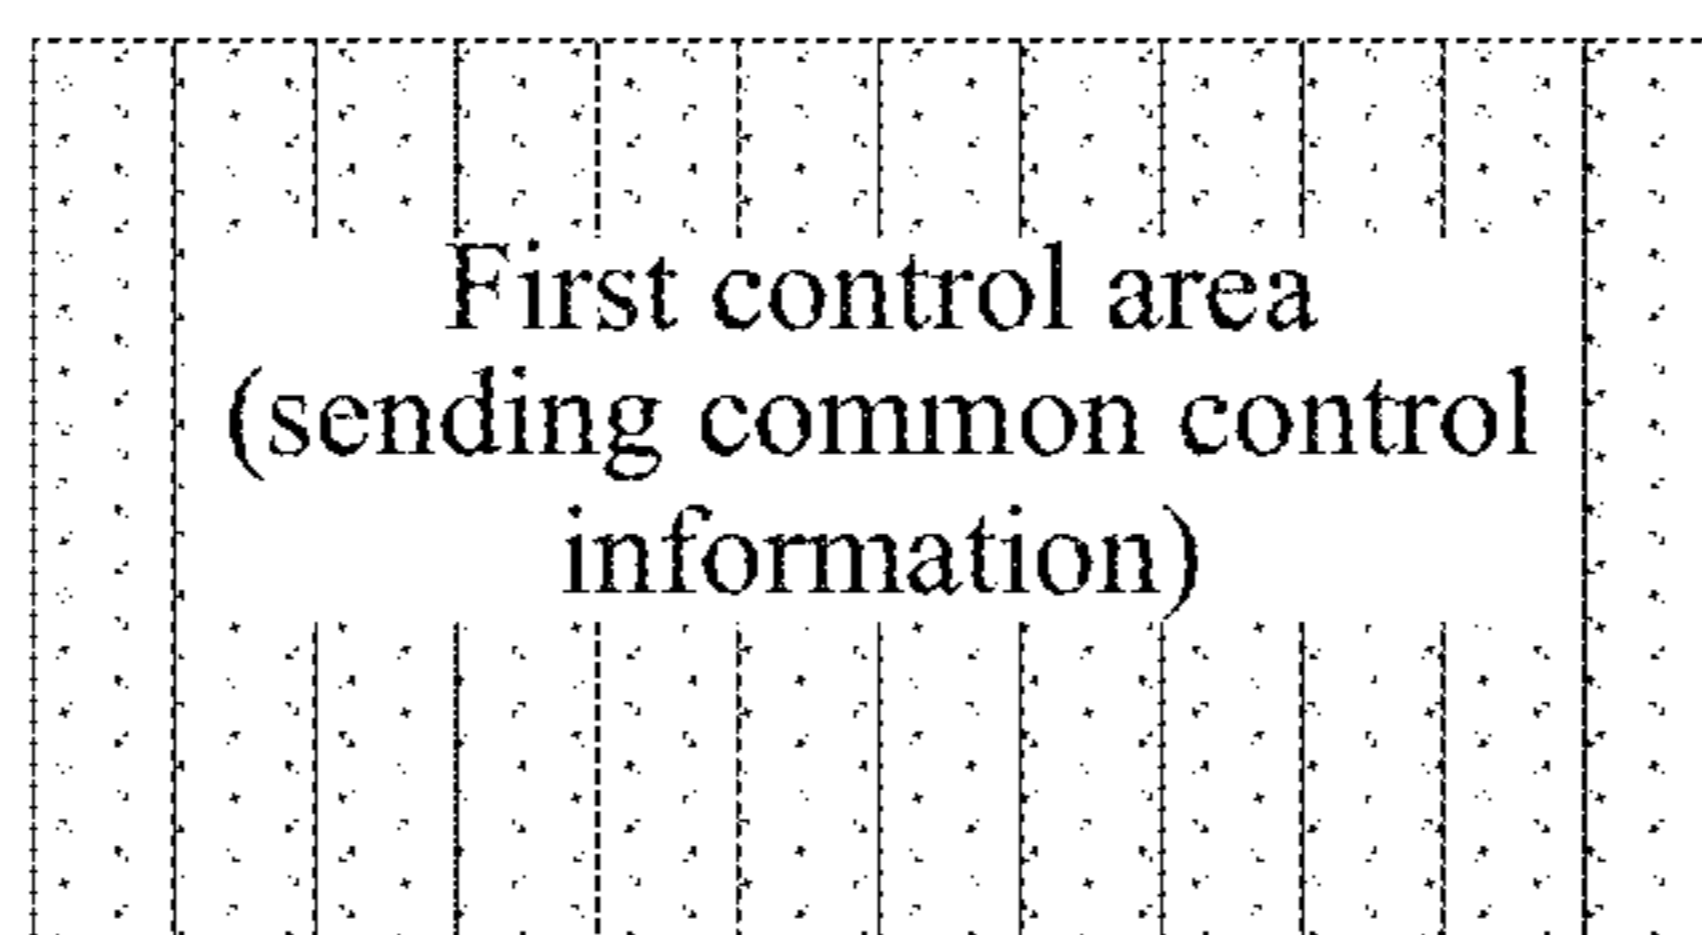 First control area
(sending common control
information)